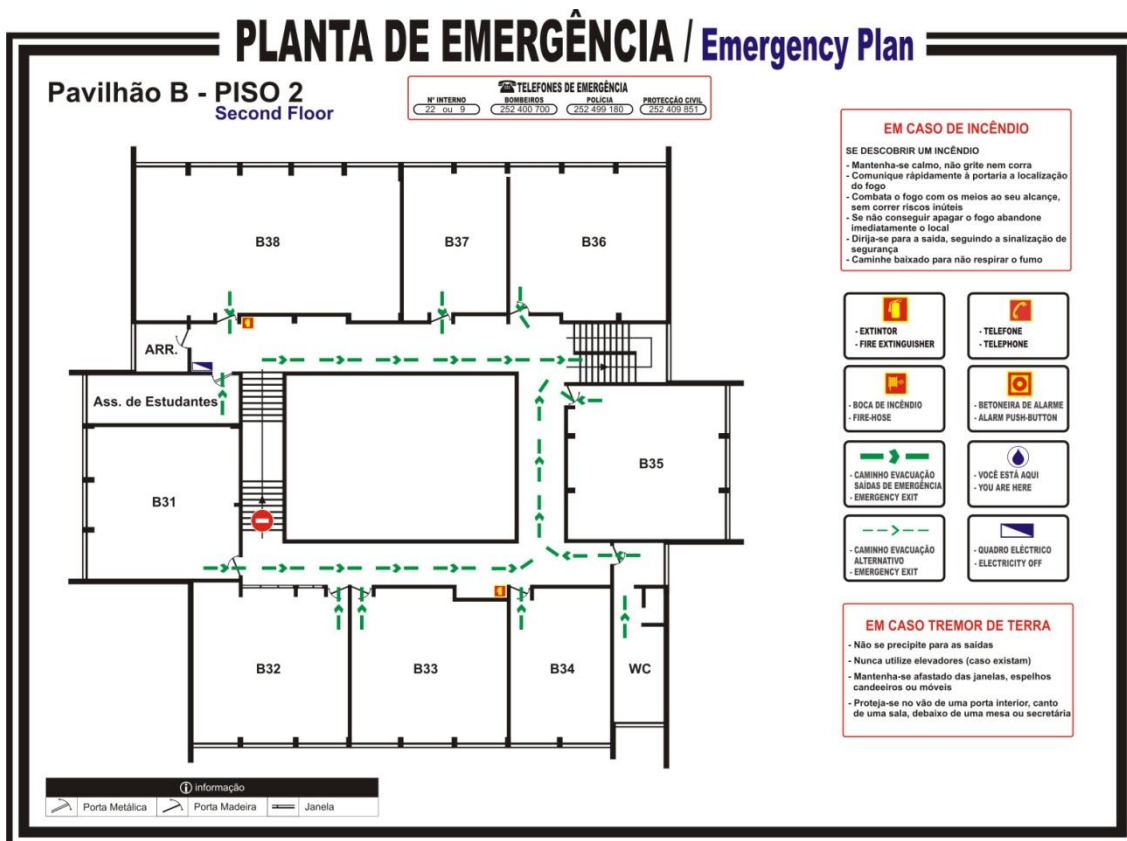 PLANTA DE EMERGÊNCIA / Emergency Plan
Pavilhão B - PISO 2
Second Floor
TELEFONES DE EMERGÊNCIA
Nº INTERNO BOMBEIROS POLÍCIA PROTECÇÃO CIVIL
22 ou 9 252 400 700 252 499 180 252 409 851
EM CASO DE INCÊNDIO
SE DESCOBRIR UM INCÊNDIO
- Mantenha-se calmo, não grite nem corra
- Comunique rápidamente à portaria a localização
do fogo
- Combata o fogo com os meios ao seu alcançe,
sem correr riscos inúteis
- Se não conseguir apagar o fogo abandone
imediatamente o local
- Dirija-se para a saida, seguindo a sinalização de
segurança
- Caminhe baixado para não respirar o fumo
B38
B37
B36
ARR.
Ass. de Estudantes
B31
B35
B32
B33
B34
WC
- EXTINTOR
- FIRE EXTINGUISHER
- TELEFONE
- TELEPHONE
- BOCA DE INCÊNDIO
- FIRE-HOSE
- BETONEIRA DE ALARME
- ALARM PUSH-BUTTON
- CAMINHO EVACUAÇÃO
SAÍDAS DE EMERGÊNCIA
- EMERGENCY EXIT
- VOCÊ ESTÁ AQUI
- YOU ARE HERE
- CAMINHO EVACUAÇÃO
ALTERNATIVO
- EMERGENCY EXIT
- QUADRO ELÉCTRICO
- ELECTRICITY OFF
EM CASO TREMOR DE TERRA
- Não se precipite para as saídas
- Nunca utilize elevadores (caso existam)
- Mantenha-se afastado das janelas, espelhos
candeeiros ou móveis
- Proteja-se no vão de uma porta interior, canto
de uma sala, debaixo de uma mesa ou secretária
i informação
Porta Metálica Porta Madeira Janela